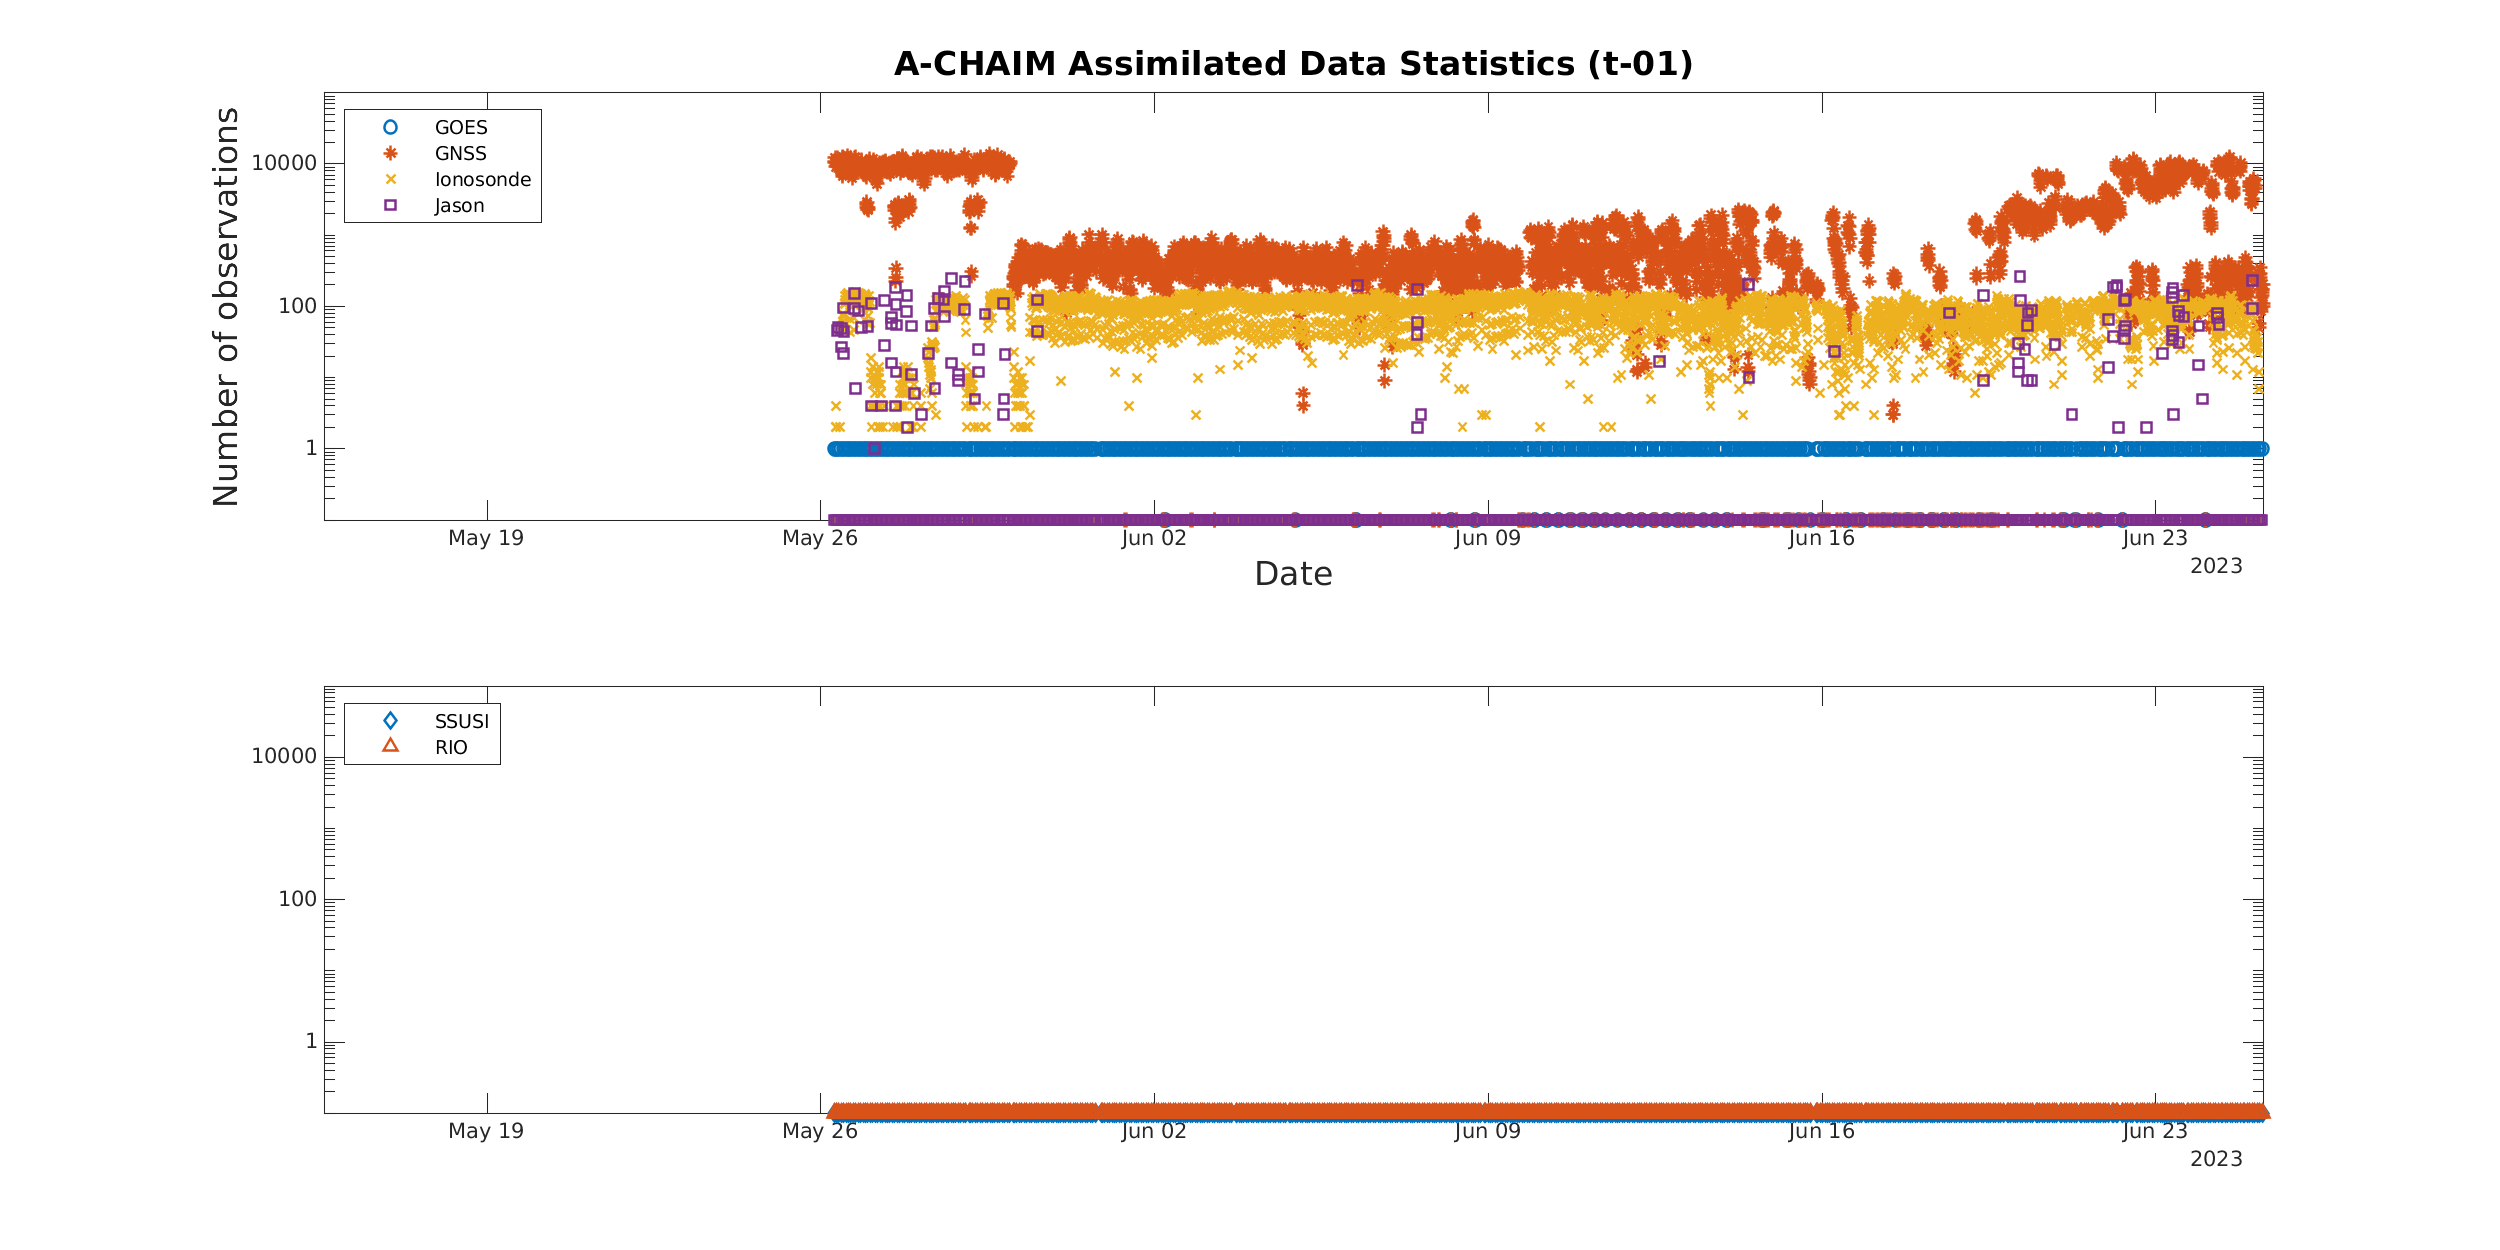 A-CHAIM Assimilated Data Statistics (t-01)
Number of observations
10000
100
1
GOES
GNSS
Ionosonde
Jason
May 19
May 26
Jun 02
Jun 09
Jun 16
Jun 23
2023
Date
10000
100
1
SSUSI
RIO
May 19
May 26
Jun 02
Jun 09
Jun 16
Jun 23
2023